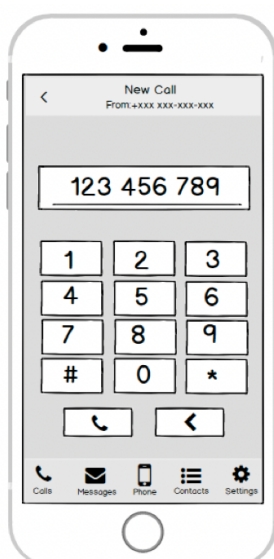 New Call
From:+xxx xxx-xxx-xxx
123 456 789
1 2 3
4 5 6
7 8 9
# 0 *
Calls Messages Phone Contacts Settings